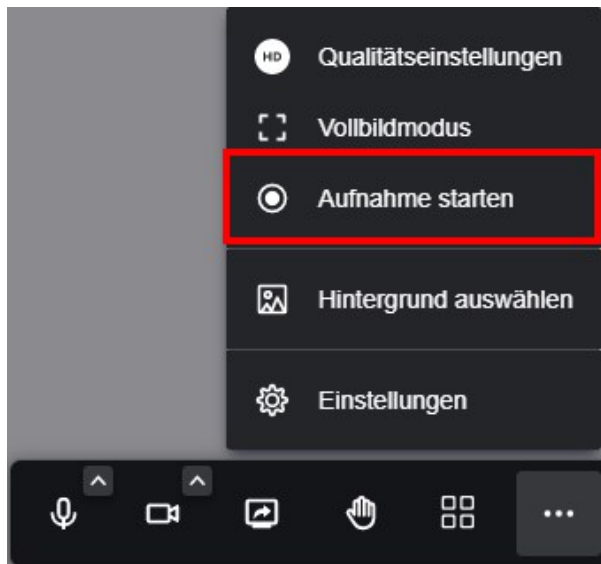 HD Qualitätseinstellungen
Vollbildmodus
Aufnahme starten
Hintergrund auswählen
Einstellungen